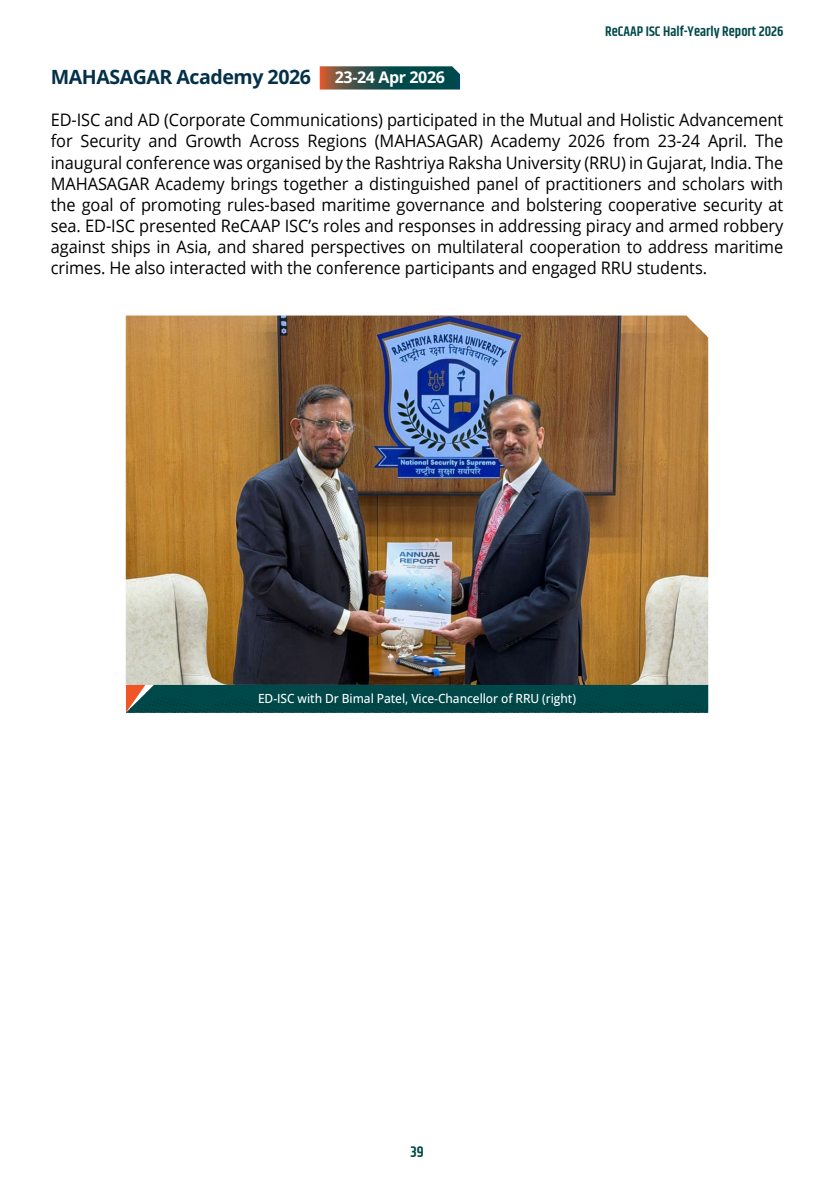 ReCAAP ISC Half-Yearly Report 2026
MAHASAGAR Academy 2026
23-24 Apr 2026
ED-ISC and AD (Corporate Communications) participated in the Mutual and Holistic Advancement
for Security and Growth Across Regions (MAHASAGAR) Academy 2026 from 23-24 April. The
inaugural conference was organised by the Rashtriya Raksha University (RRU) in Gujarat, India. The
MAHASAGAR Academy brings together a distinguished panel of practitioners and scholars with
the goal of promoting rules-based maritime governance and bolstering cooperative security at
sea. ED-ISC presented ReCAAP ISC’s roles and responses in addressing piracy and armed robbery
against ships in Asia, and shared perspectives on multilateral cooperation to address maritime
crimes. He also interacted with the conference participants and engaged RRU students.
RASHTRIYA RAKSHA UNIVERSITY
राष्ट्रीय रक्षा विश्वविद्यालय
National Security is Supreme
राष्ट्रीय सुरक्षा सर्वोपरि
ANNUAL
REPORT
ED-ISC with Dr Bimal Patel, Vice-Chancellor of RRU (right)
39